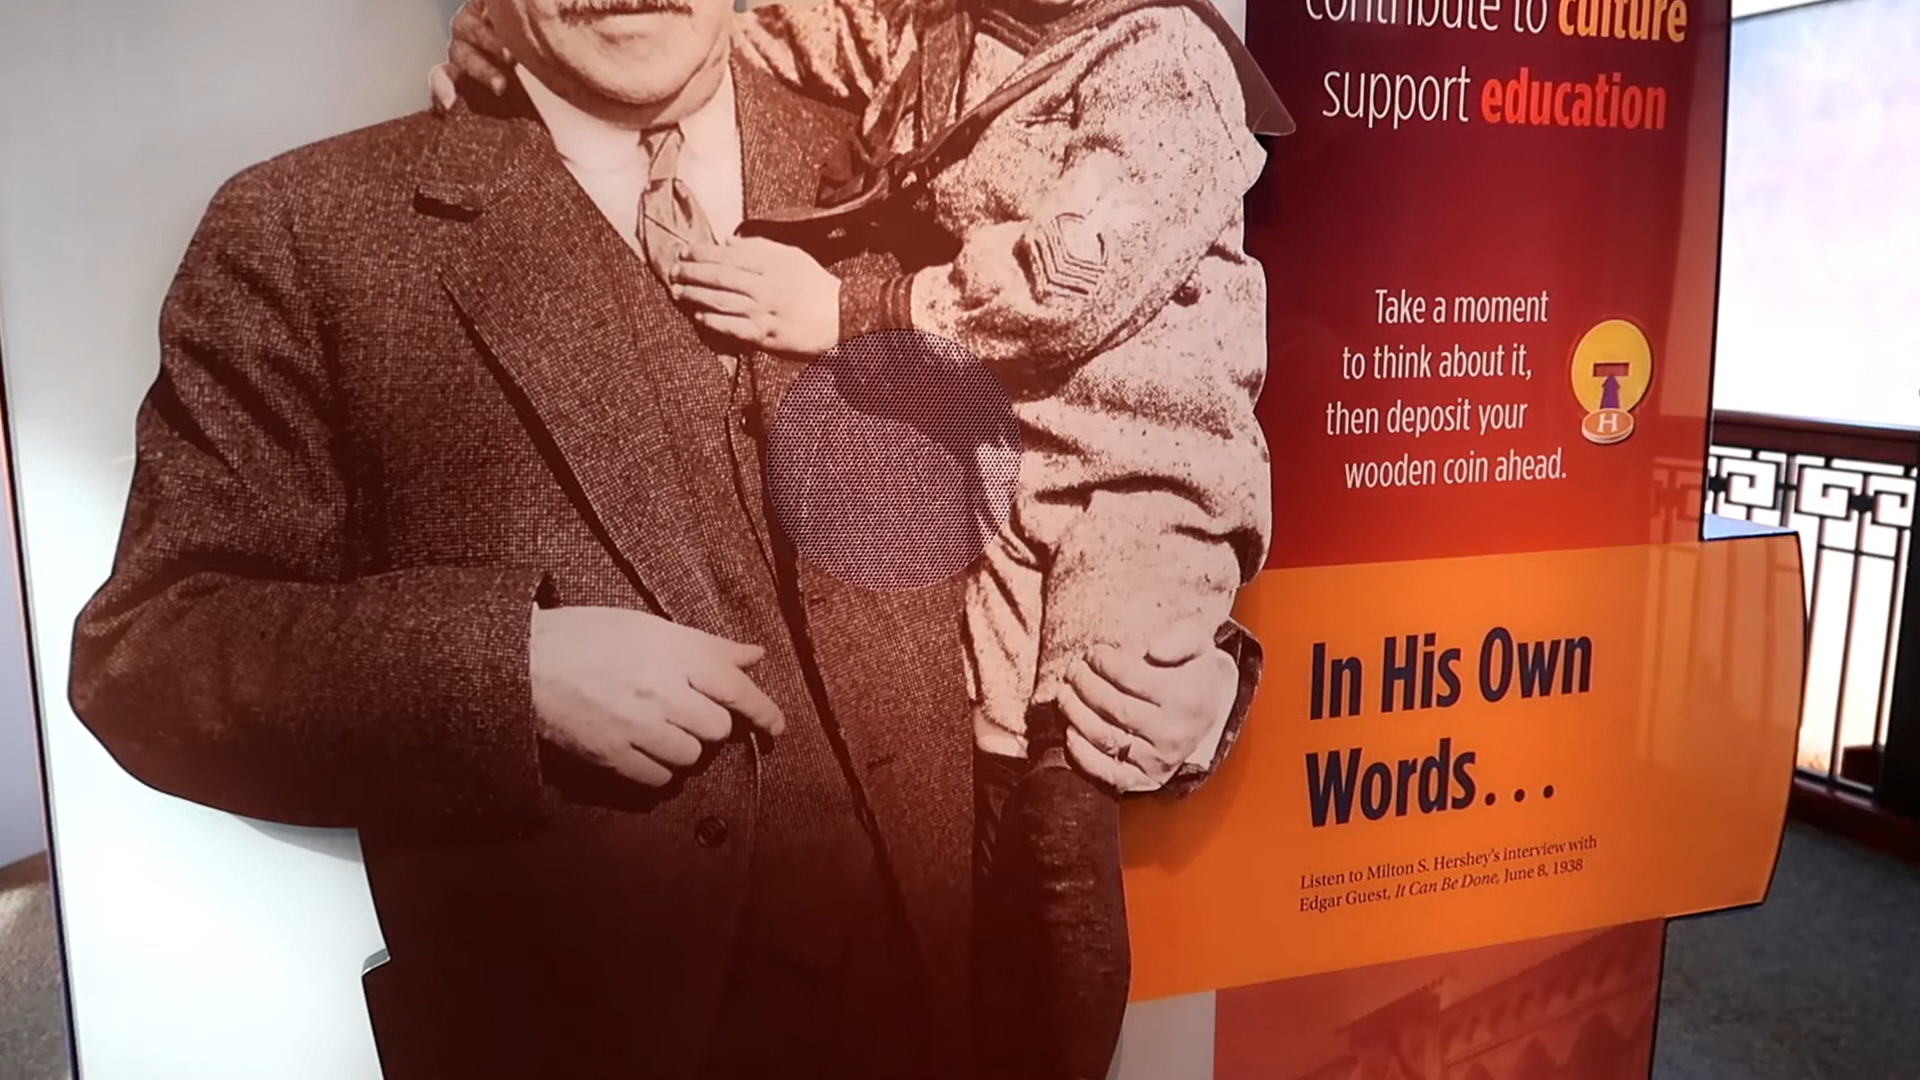 contribute to culture
support education
Take a moment
to think about it,
then deposit your
wooden coin ahead.
H
In His Own
Words...
Listen to Milton S. Hershey's interview with
Edgar Guest, It Can Be Done, June 8, 1938